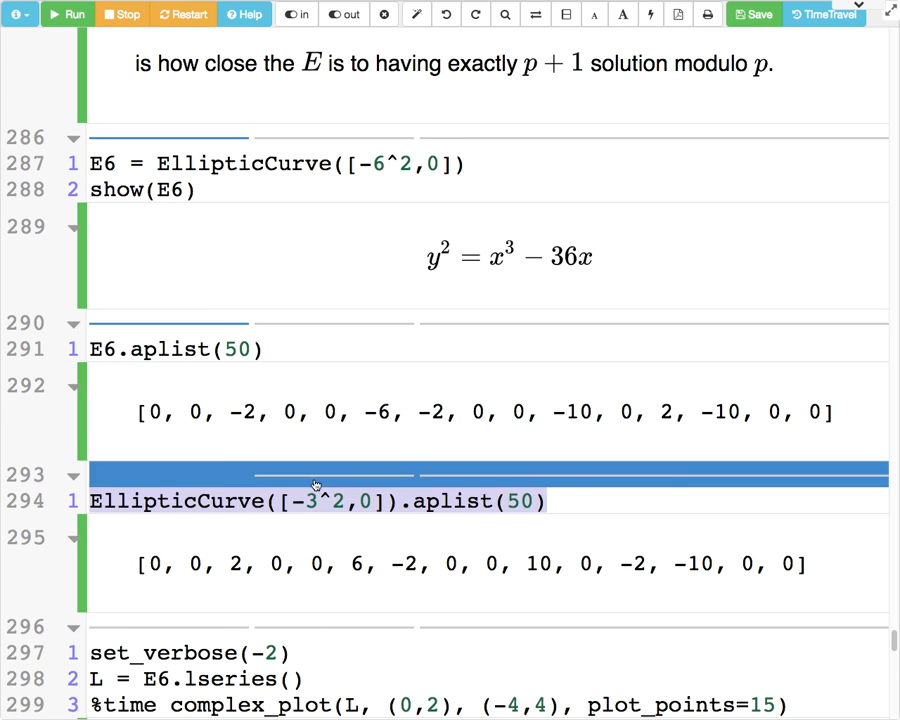 Run Stop Restart Help in out A A Save TimeTravel
is how close the E is to having exactly p + 1 solution modulo p.
286
287 1 E6 = EllipticCurve([-6^2,0])
288 2 show(E6)
289
y² = x³ − 36x
290
291 1 E6.aplist(50)
292
[0, 0, -2, 0, 0, -6, -2, 0, 0, -10, 0, 2, -10, 0, 0]
293
294 1 EllipticCurve([-3^2,0]).aplist(50)
295
[0, 0, 2, 0, 0, 6, -2, 0, 0, 10, 0, -2, -10, 0, 0]
296
297 1 set_verbose(-2)
298 2 L = E6.lseries()
299 3 %time complex_plot(L, (0,2), (-4,4), plot_points=15)